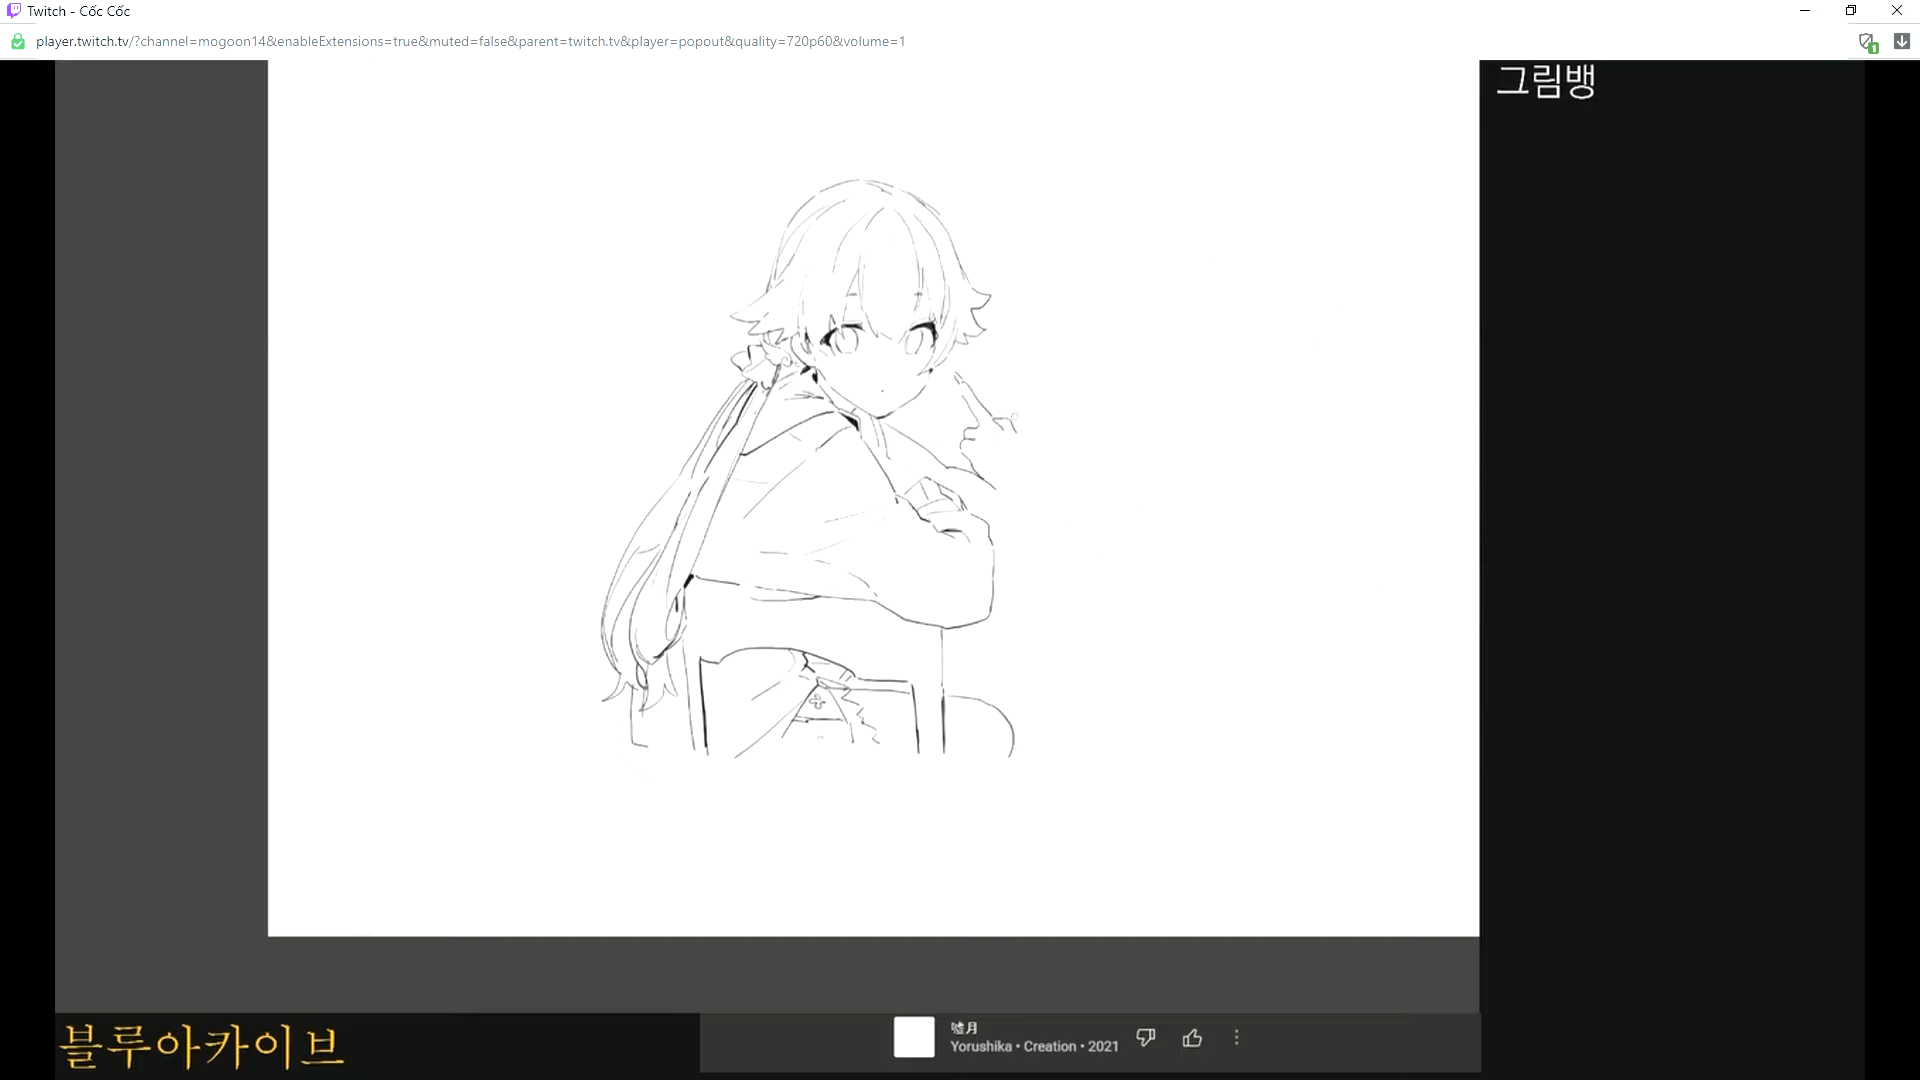 Twitch - Cốc Cốc
player.twitch.tv/?channel=mogoon14&enableExtensions=true&muted=false&parent=twitch.tv&player=popout&quality=720p60&volume=1
1
그림뱅
블루아카이브
嘘月
Yorushika • Creation • 2021